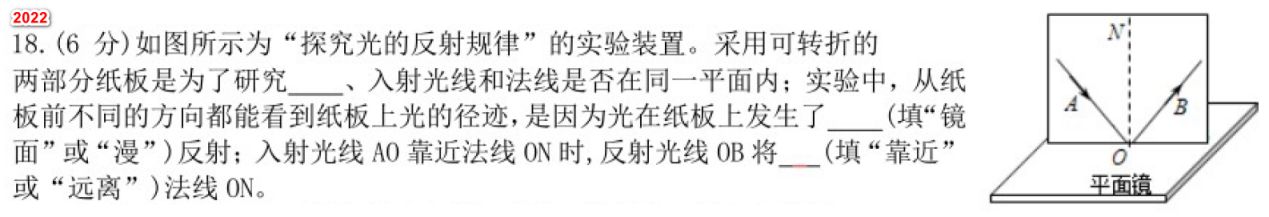 2022
18.(6 分)如图所示为“探究光的反射规律”的实验装置。采用可转折的
两部分纸板是为了研究____、入射光线和法线是否在同一平面内；实验中，从纸
板前不同的方向都能看到纸板上光的径迹,是因为光在纸板上发生了____(填“镜
面”或“漫”)反射；入射光线 AO 靠近法线 ON 时,反射光线 OB 将____(填“靠近”
或“远离”)法线 ON。
N
A
B
O
平面镜